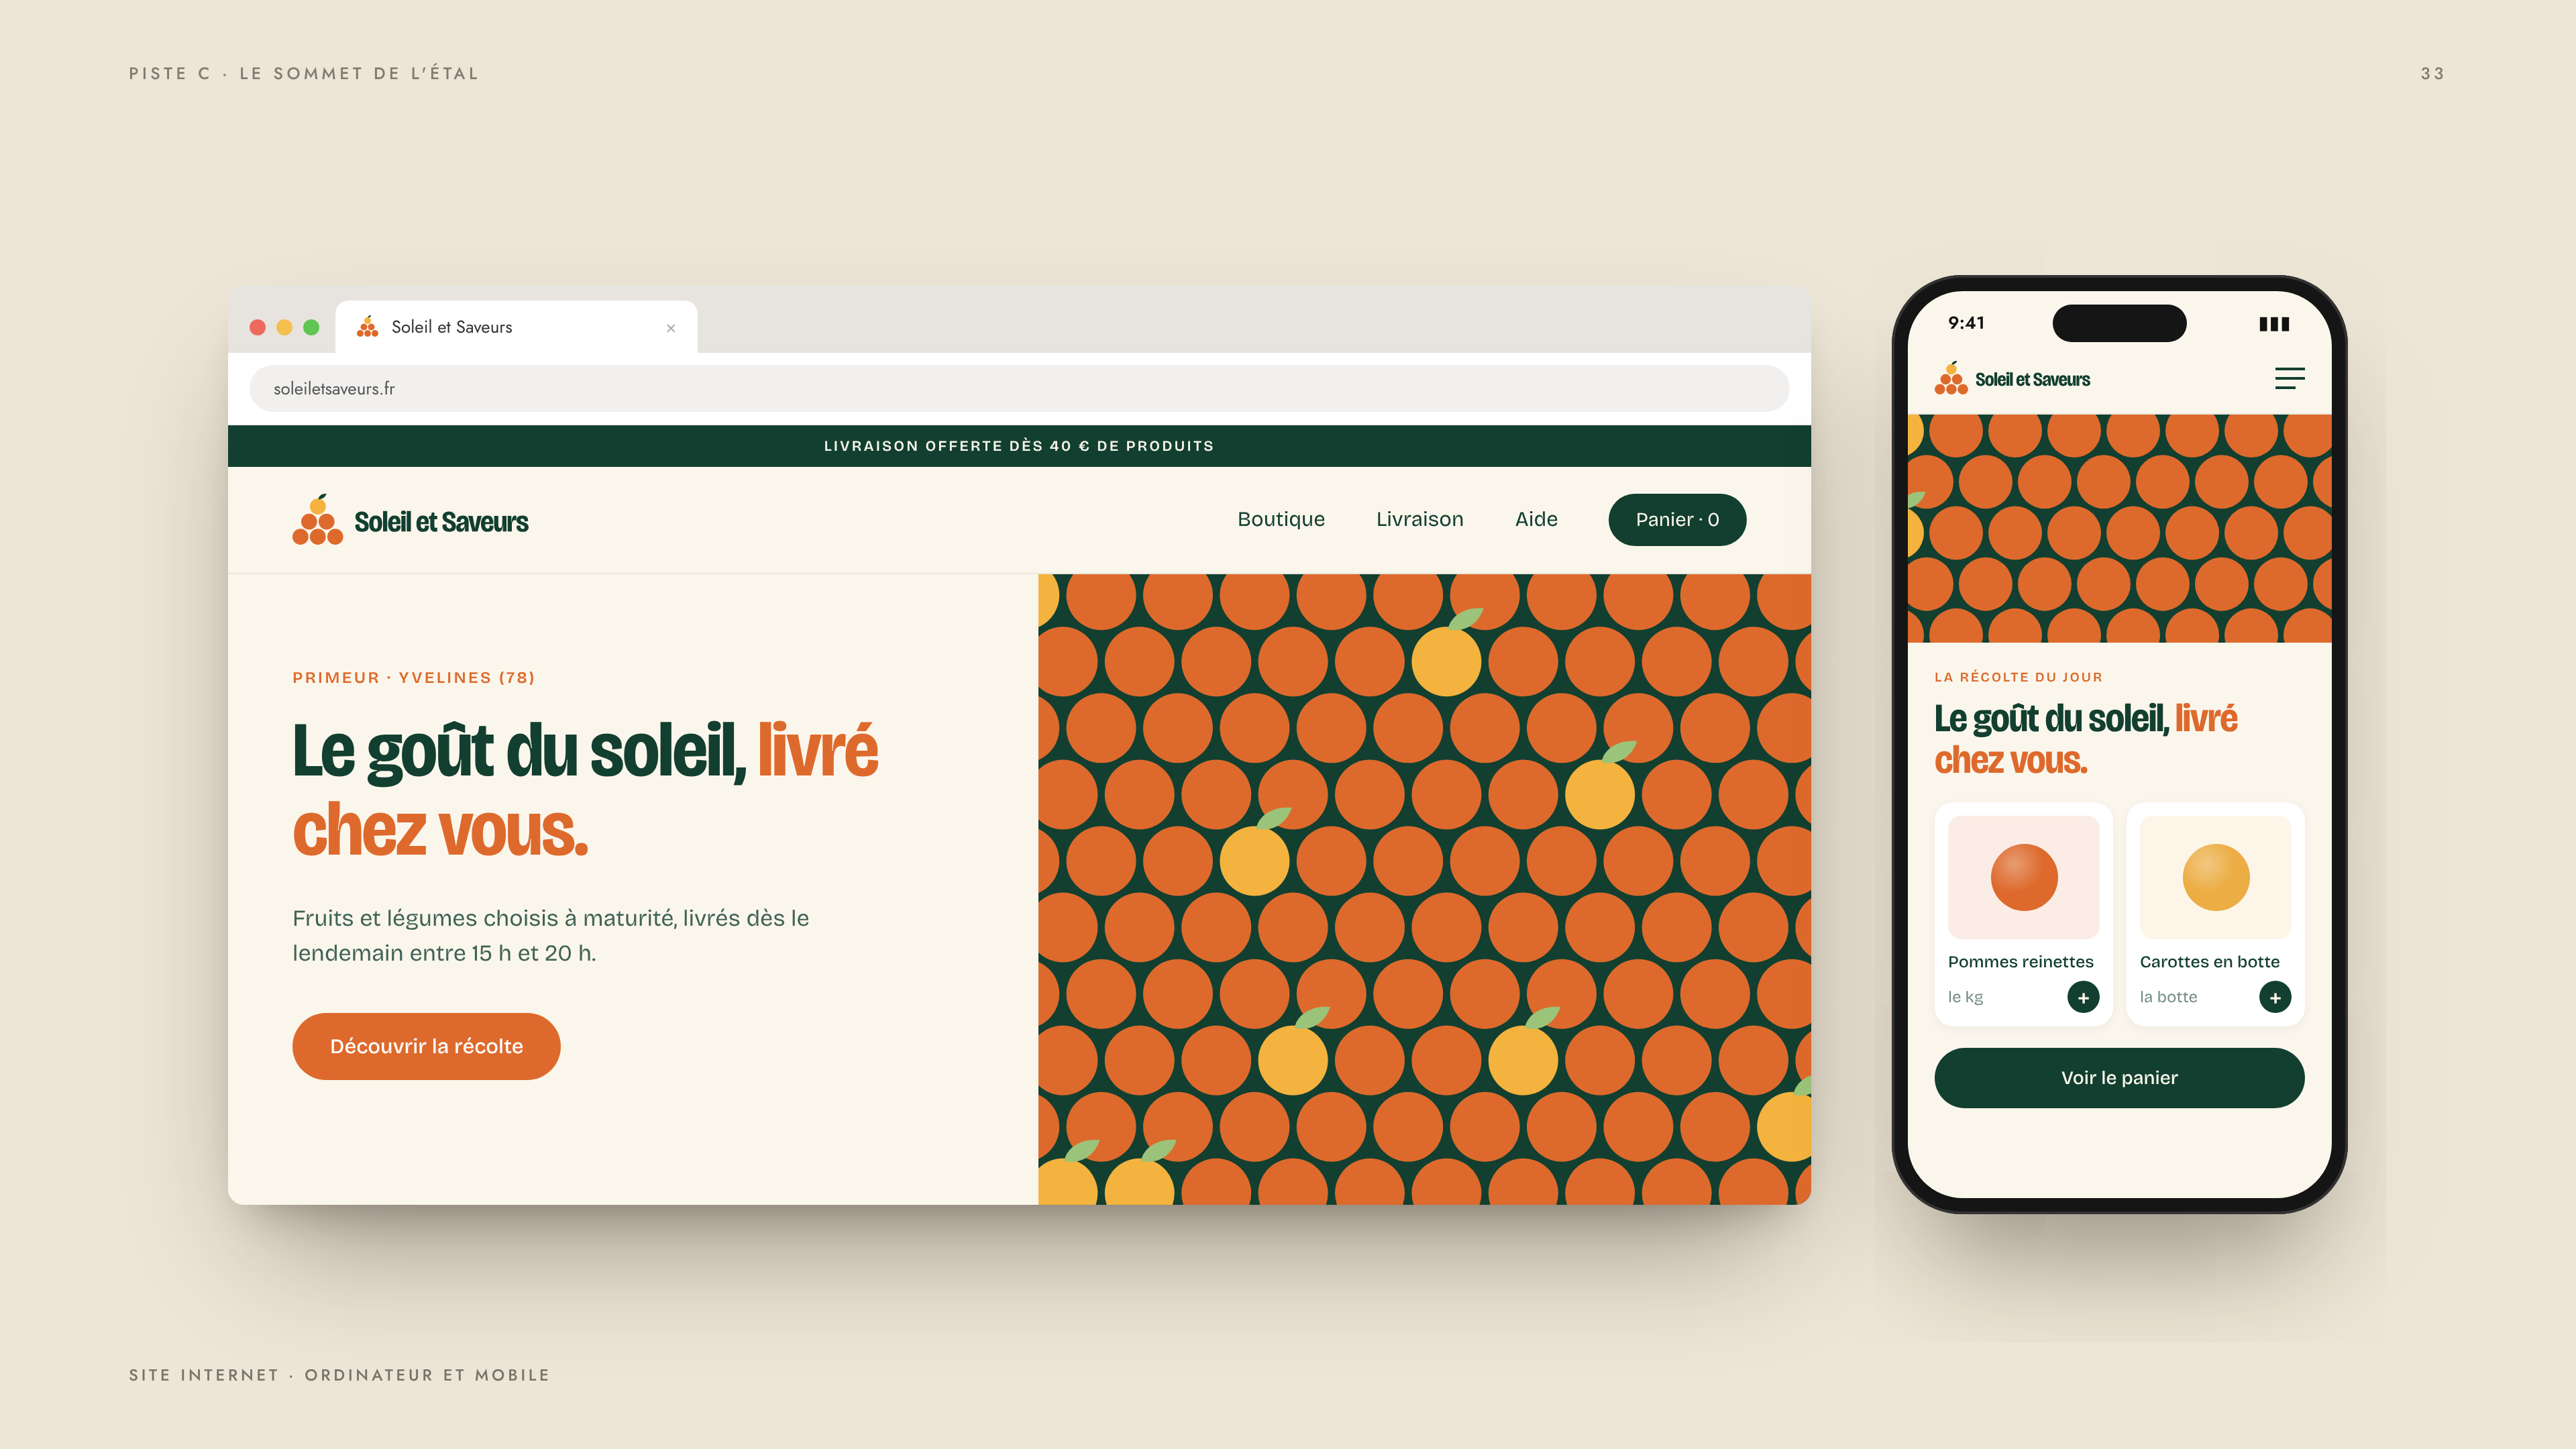 PISTE C · LE SOMMET DE L'ÉTAL
33
Soleil et Saveurs ×
soleiletsaveurs.fr
LIVRAISON OFFERTE DÈS 40 € DE PRODUITS
Soleil et Saveurs
Boutique Livraison Aide Panier · 0
PRIMEUR · YVELINES (78)
Le goût du soleil, livré
chez vous.
Fruits et légumes choisis à maturité, livrés dès le
lendemain entre 15 h et 20 h.
Découvrir la récolte
9:41
Soleil et Saveurs
LA RÉCOLTE DU JOUR
Le goût du soleil, livré
chez vous.
Pommes reinettes
le kg +
Carottes en botte
la botte +
Voir le panier
SITE INTERNET · ORDINATEUR ET MOBILE